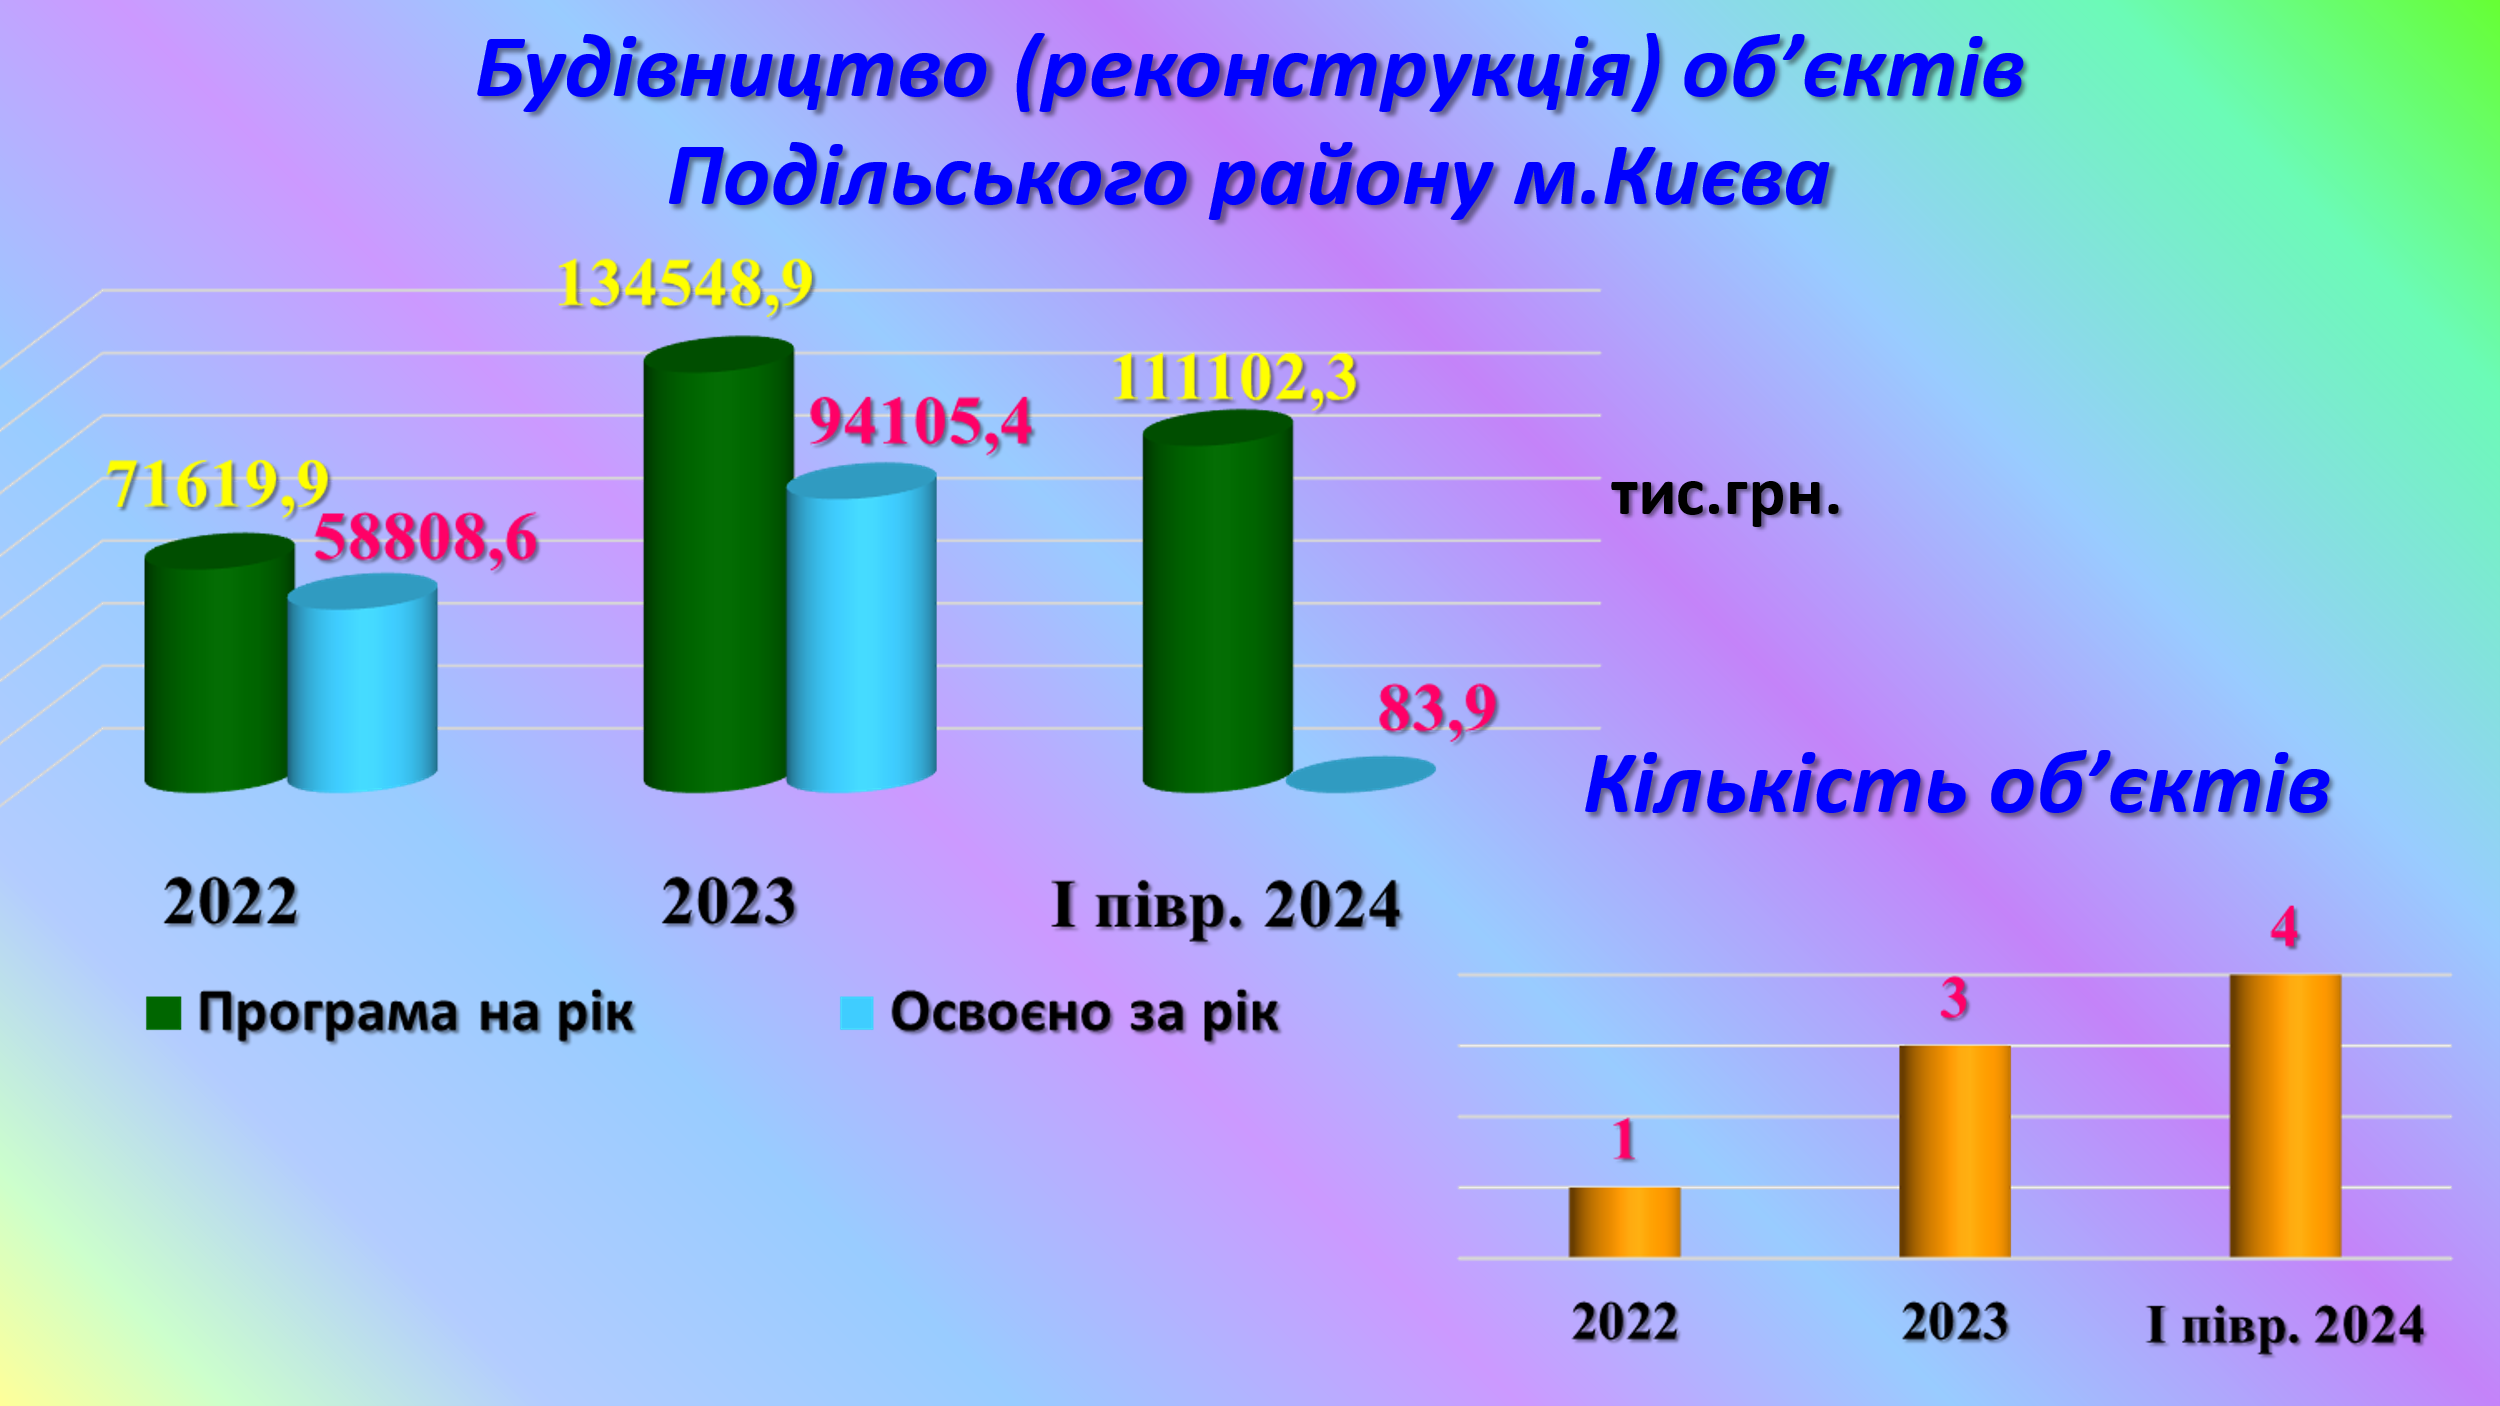 Будівництво (реконструкція) об’єктів
Подільського району м.Києва
134548,9
111102,3
94105,4
71619,9
58808,6
тис.грн.
83,9
2022
2023
І півр. 2024
Програма на рік
Освоєно за рік
Кількість об’єктів
4
3
1
2022
2023
І півр. 2024